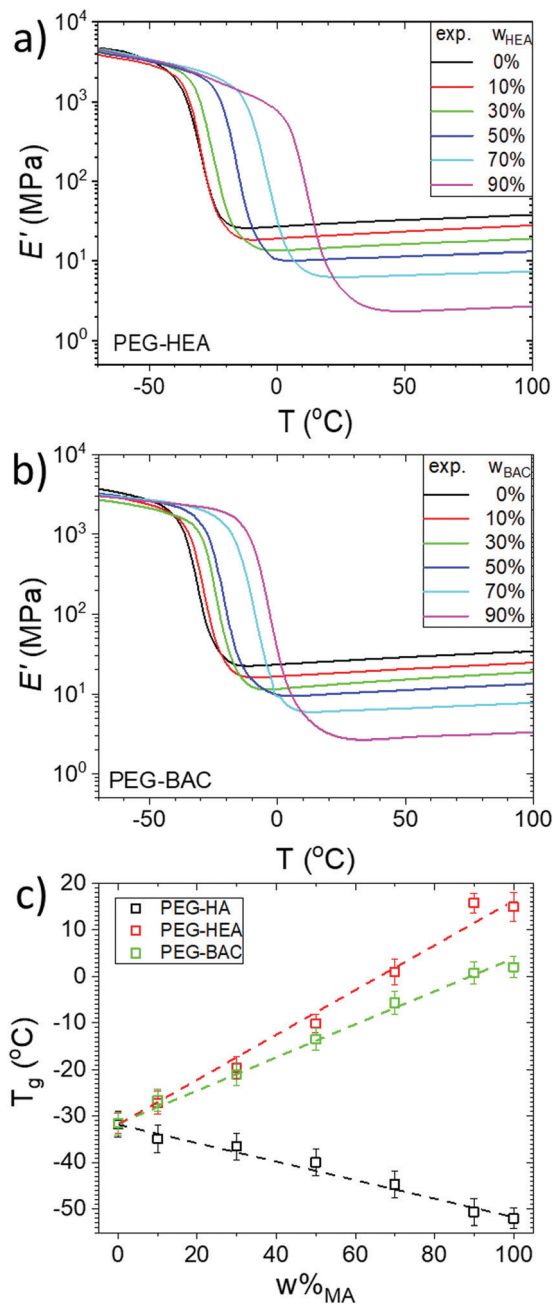 a)
exp. w_HEA
0%
10%
30%
50%
70%
90%
10⁴
10³
10²
10¹
10⁰
E' (MPa)
PEG-HEA
-50 0 50 100
T (°C)
b)
exp. w_BAC
0%
10%
30%
50%
70%
90%
10⁴
10³
10²
10¹
10⁰
E' (MPa)
PEG-BAC
-50 0 50 100
T (°C)
c)
PEG-HA
PEG-HEA
PEG-BAC
20
10
0
-10
-20
-30
-40
-50
T_g (°C)
0 20 40 60 80 100
w%_MA